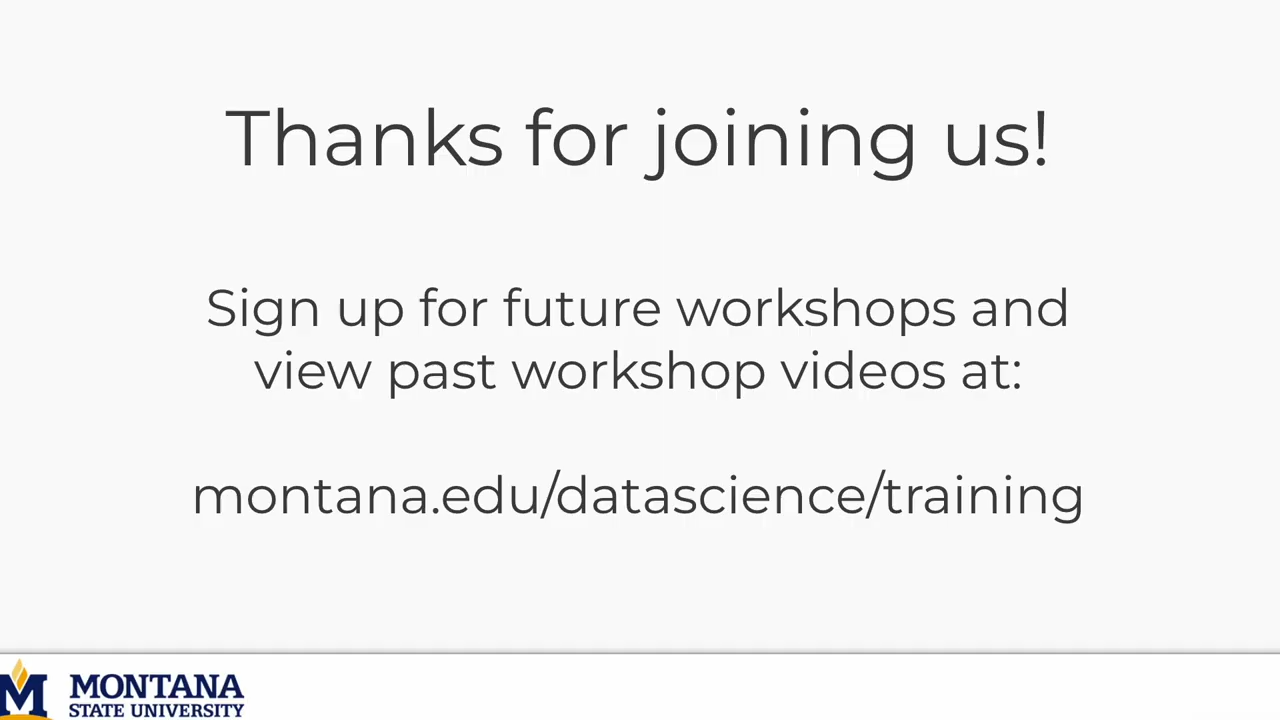 Thanks for joining us!
Sign up for future workshops and
view past workshop videos at:
montana.edu/datascience/training
M
MONTANA
STATE UNIVERSITY